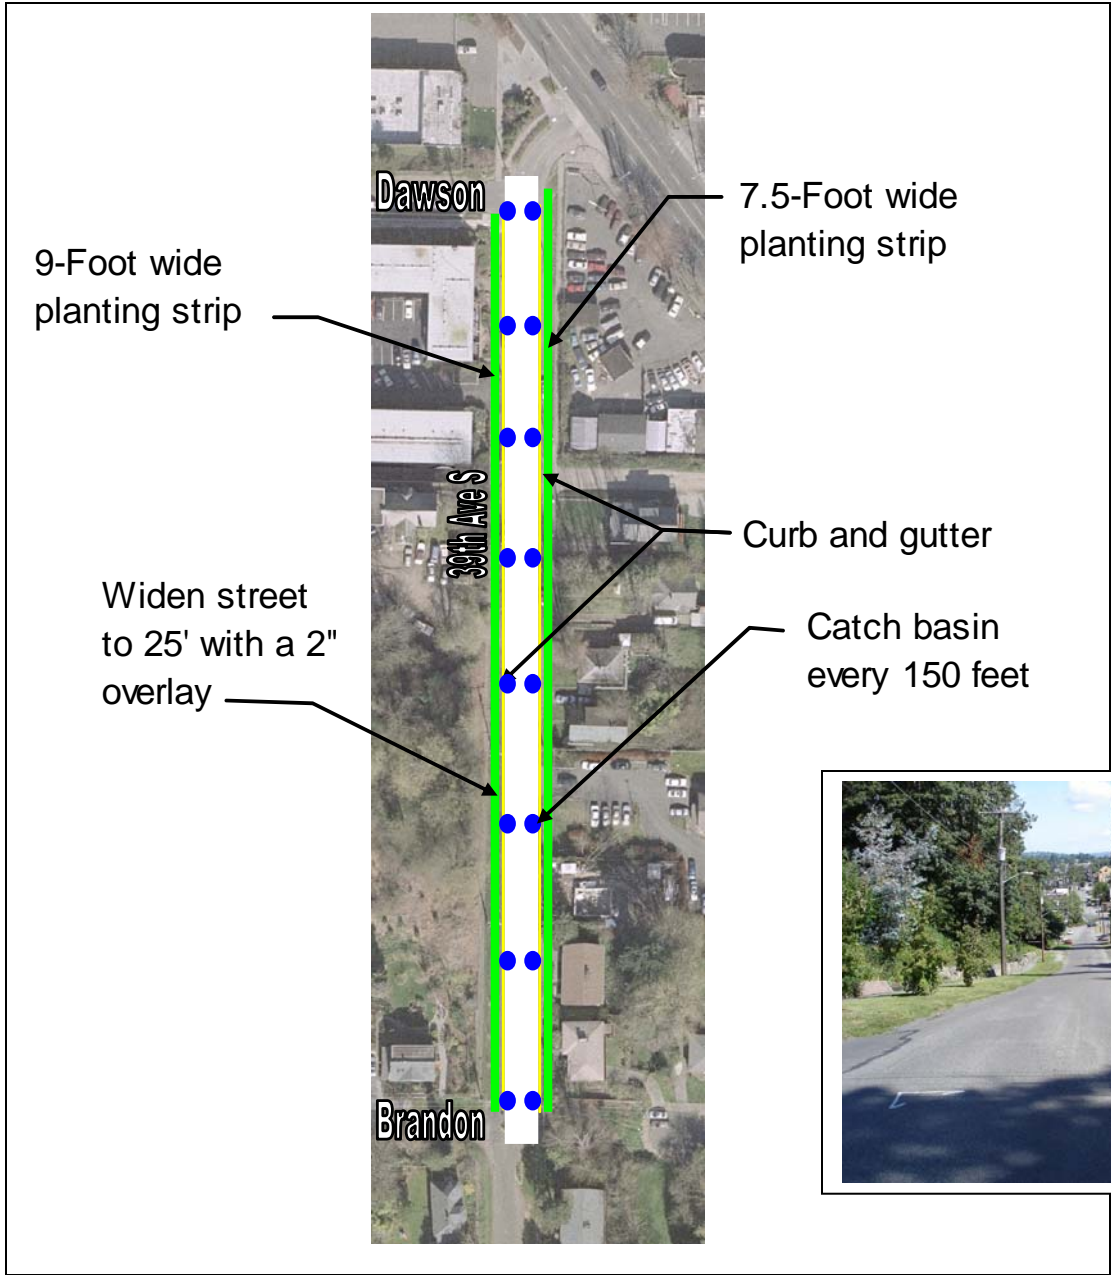 Dawson
7.5-Foot wide
planting strip
9-Foot wide
planting strip
39th Ave S
Curb and gutter
Widen street
to 25' with a 2"
overlay
Catch basin
every 150 feet
Brandon